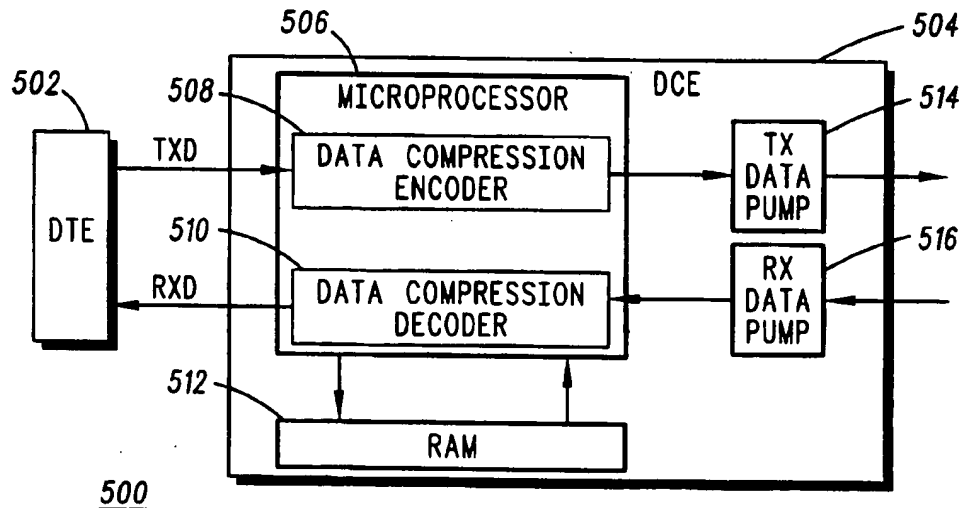 506
504
502
508
MICROPROCESSOR
DCE
514
TXD
DATA COMPRESSION
ENCODER
TX
DATA
PUMP
DTE
510
516
RXD
DATA COMPRESSION
DECODER
RX
DATA
PUMP
512
RAM
500